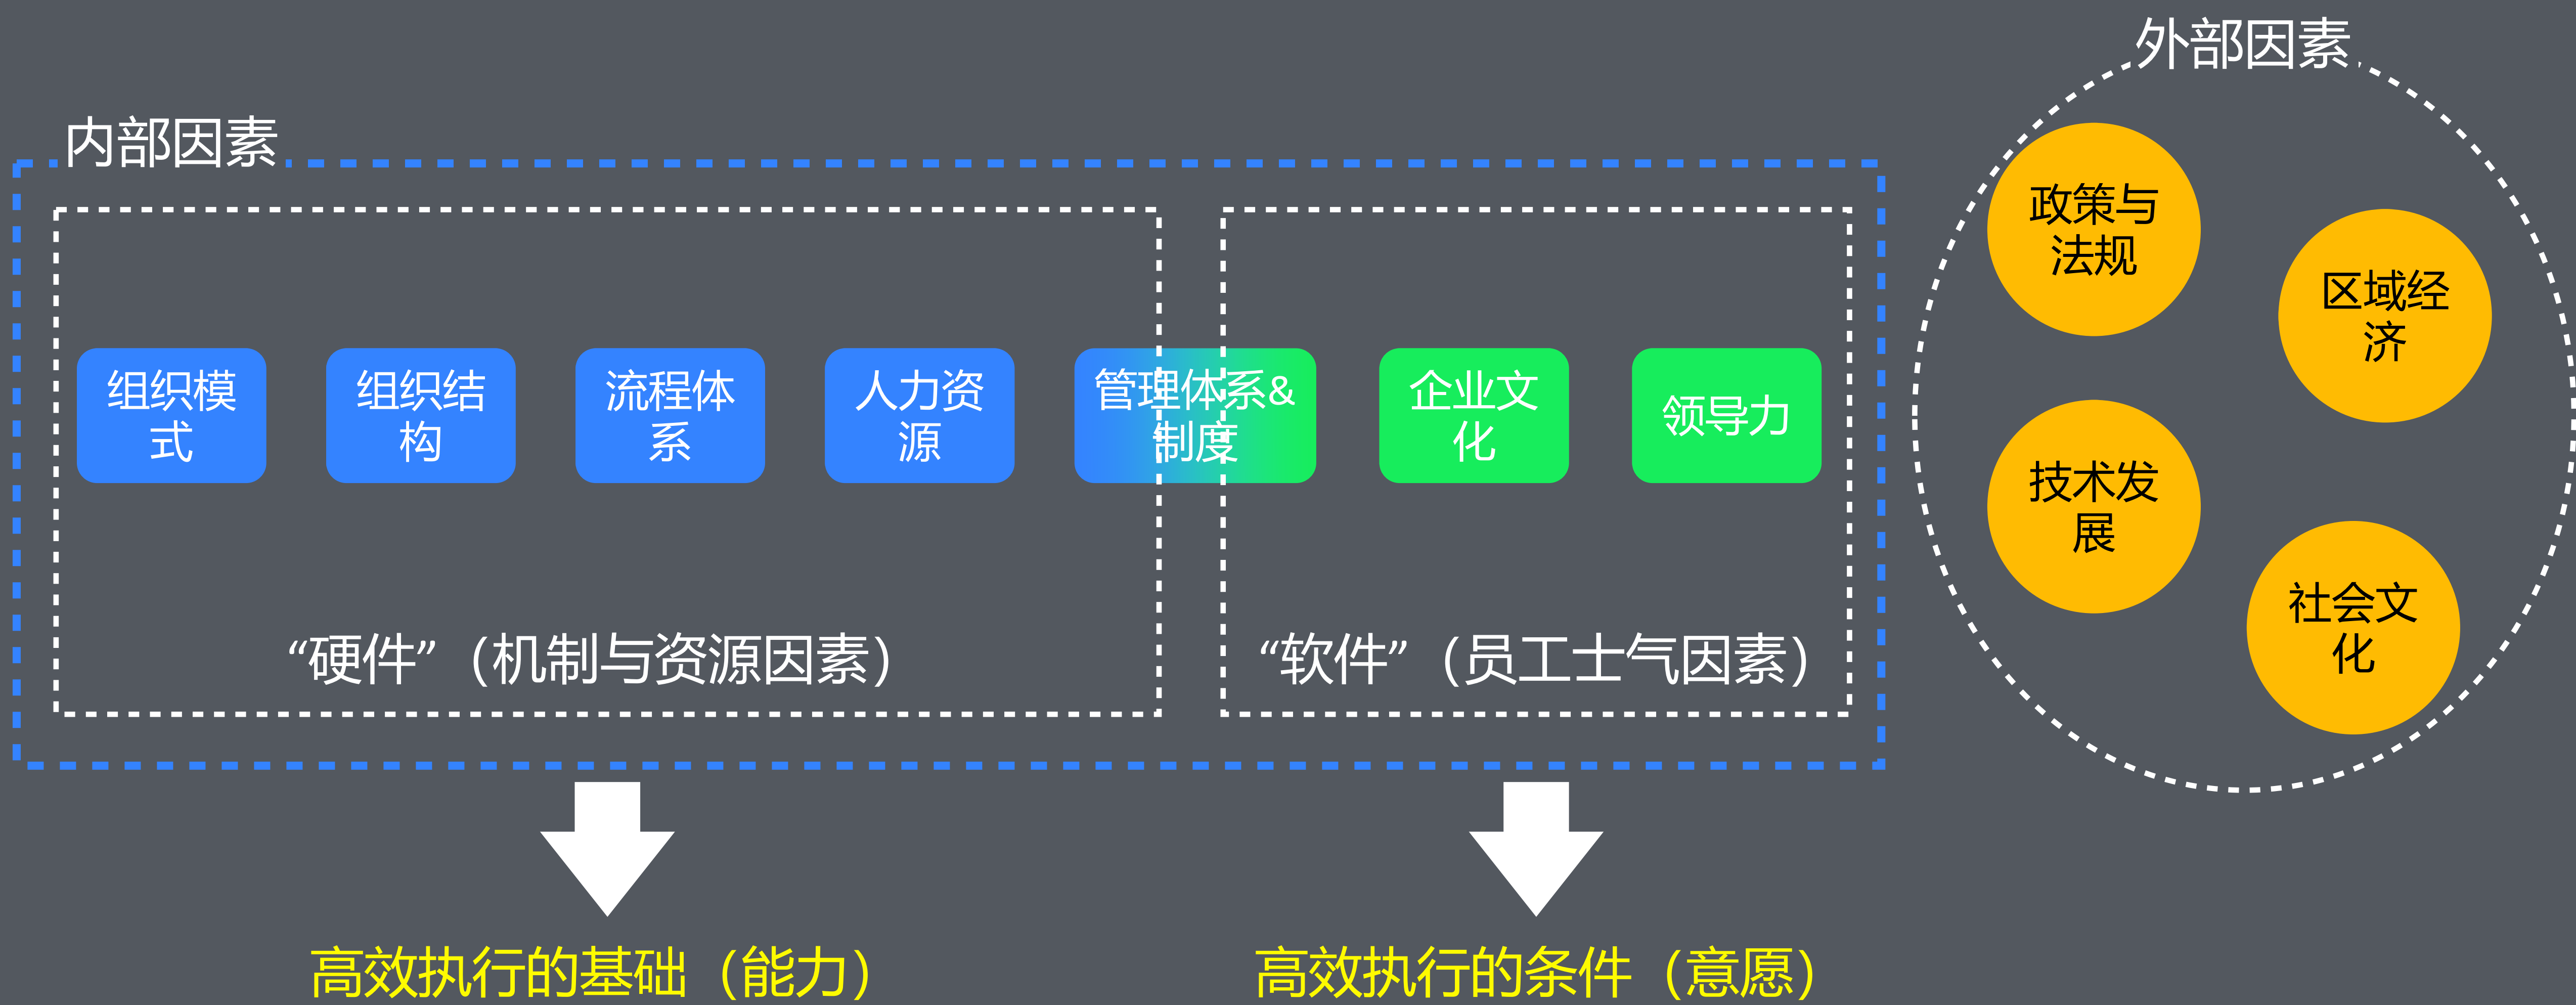 外部因素
内部因素
组织模
式
组织结
构
流程体
系
人力资
源
管理体系&
制度
企业文
化
领导力
“硬件”（机制与资源因素）
“软件”（员工士气因素）
政策与
法规
区域经
济
技术发
展
社会文
化
高效执行的基础（能力）
高效执行的条件（意愿）